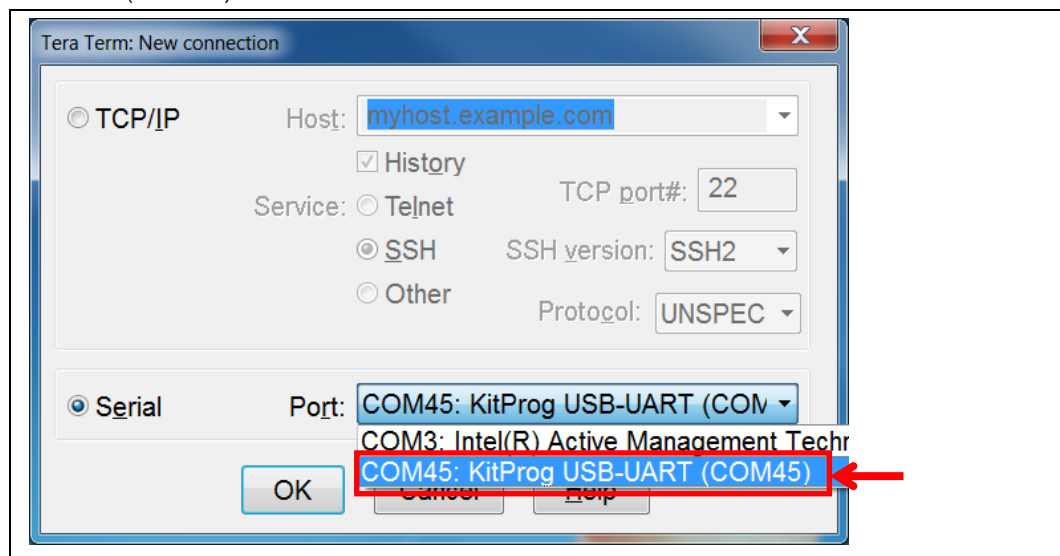 Tera Term: New connection
X
TCP/IP
Host: myhost.example.com
History
Service: Telnet TCP port#: 22
SSH SSH version: SSH2
Other Protocol: UNSPEC
Serial Port: COM45: KitProg USB-UART (COM
COM3: Intel(R) Active Management Techn
COM45: KitProg USB-UART (COM45)
OK Cancel Help